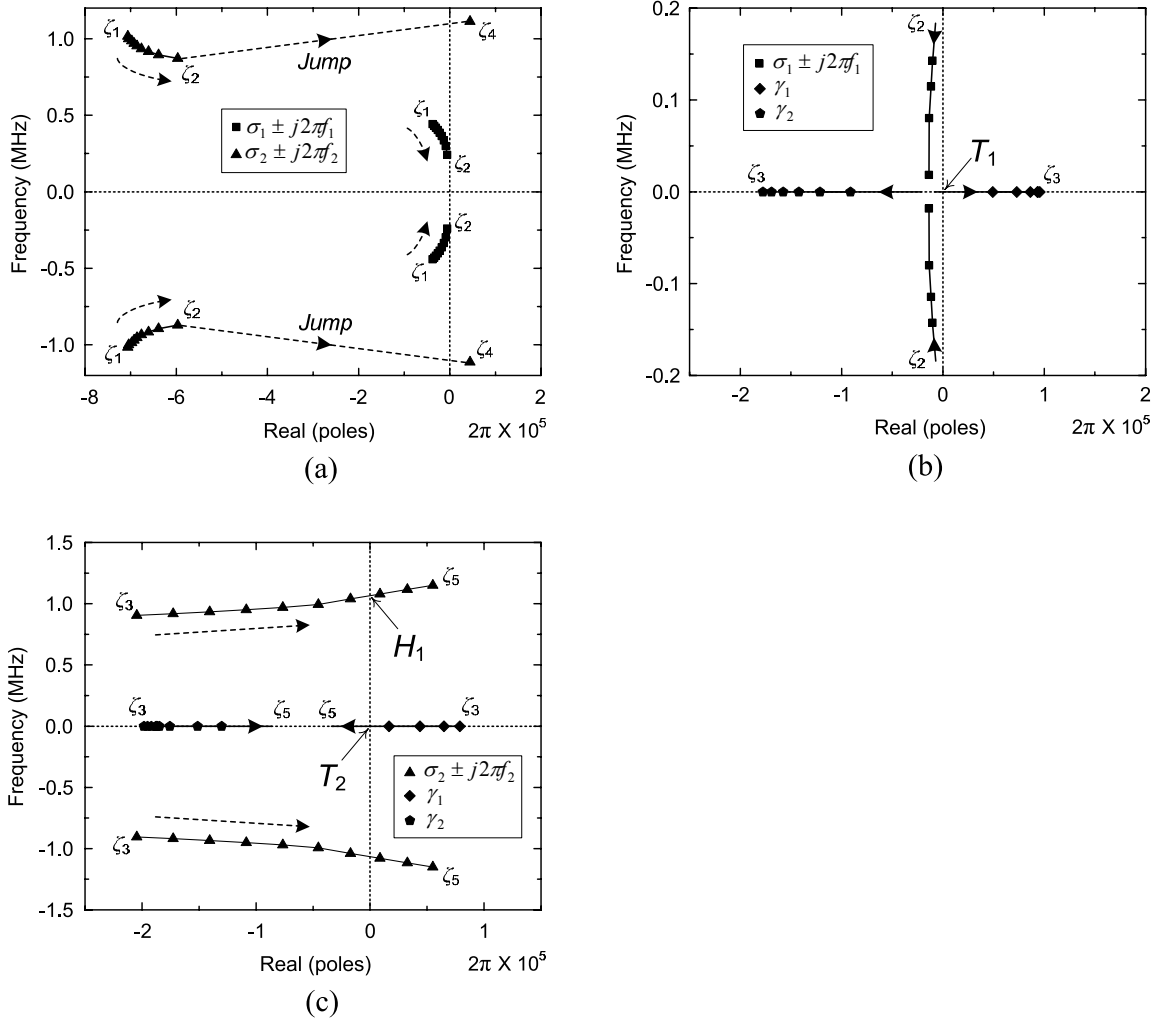 1.0
0.5
0.0
-0.5
-1.0
Frequency (MHz)
ζ1
ζ2
Jump
ζ4
σ1 ± j2πf1
σ2 ± j2πf2
ζ1
ζ2
ζ2
ζ1
ζ2
Jump
ζ1
ζ4
-8 -6 -4 -2 0 2
Real (poles)
2π X 10^5
(a)
0.2
0.1
0.0
-0.1
-0.2
Frequency (MHz)
ζ2
σ1 ± j2πf1
γ1
γ2
T1
ζ3
ζ3
ζ2
-2 -1 0 1 2
Real (poles)
2π X 10^5
(b)
1.5
1.0
0.5
0.0
-0.5
-1.0
-1.5
Frequency (MHz)
ζ3
ζ5
H1
ζ3
ζ5
ζ5
ζ3
T2
σ2 ± j2πf2
γ1
γ2
ζ3
ζ5
-2 -1 0 1
Real (poles)
2π X 10^5
(c)